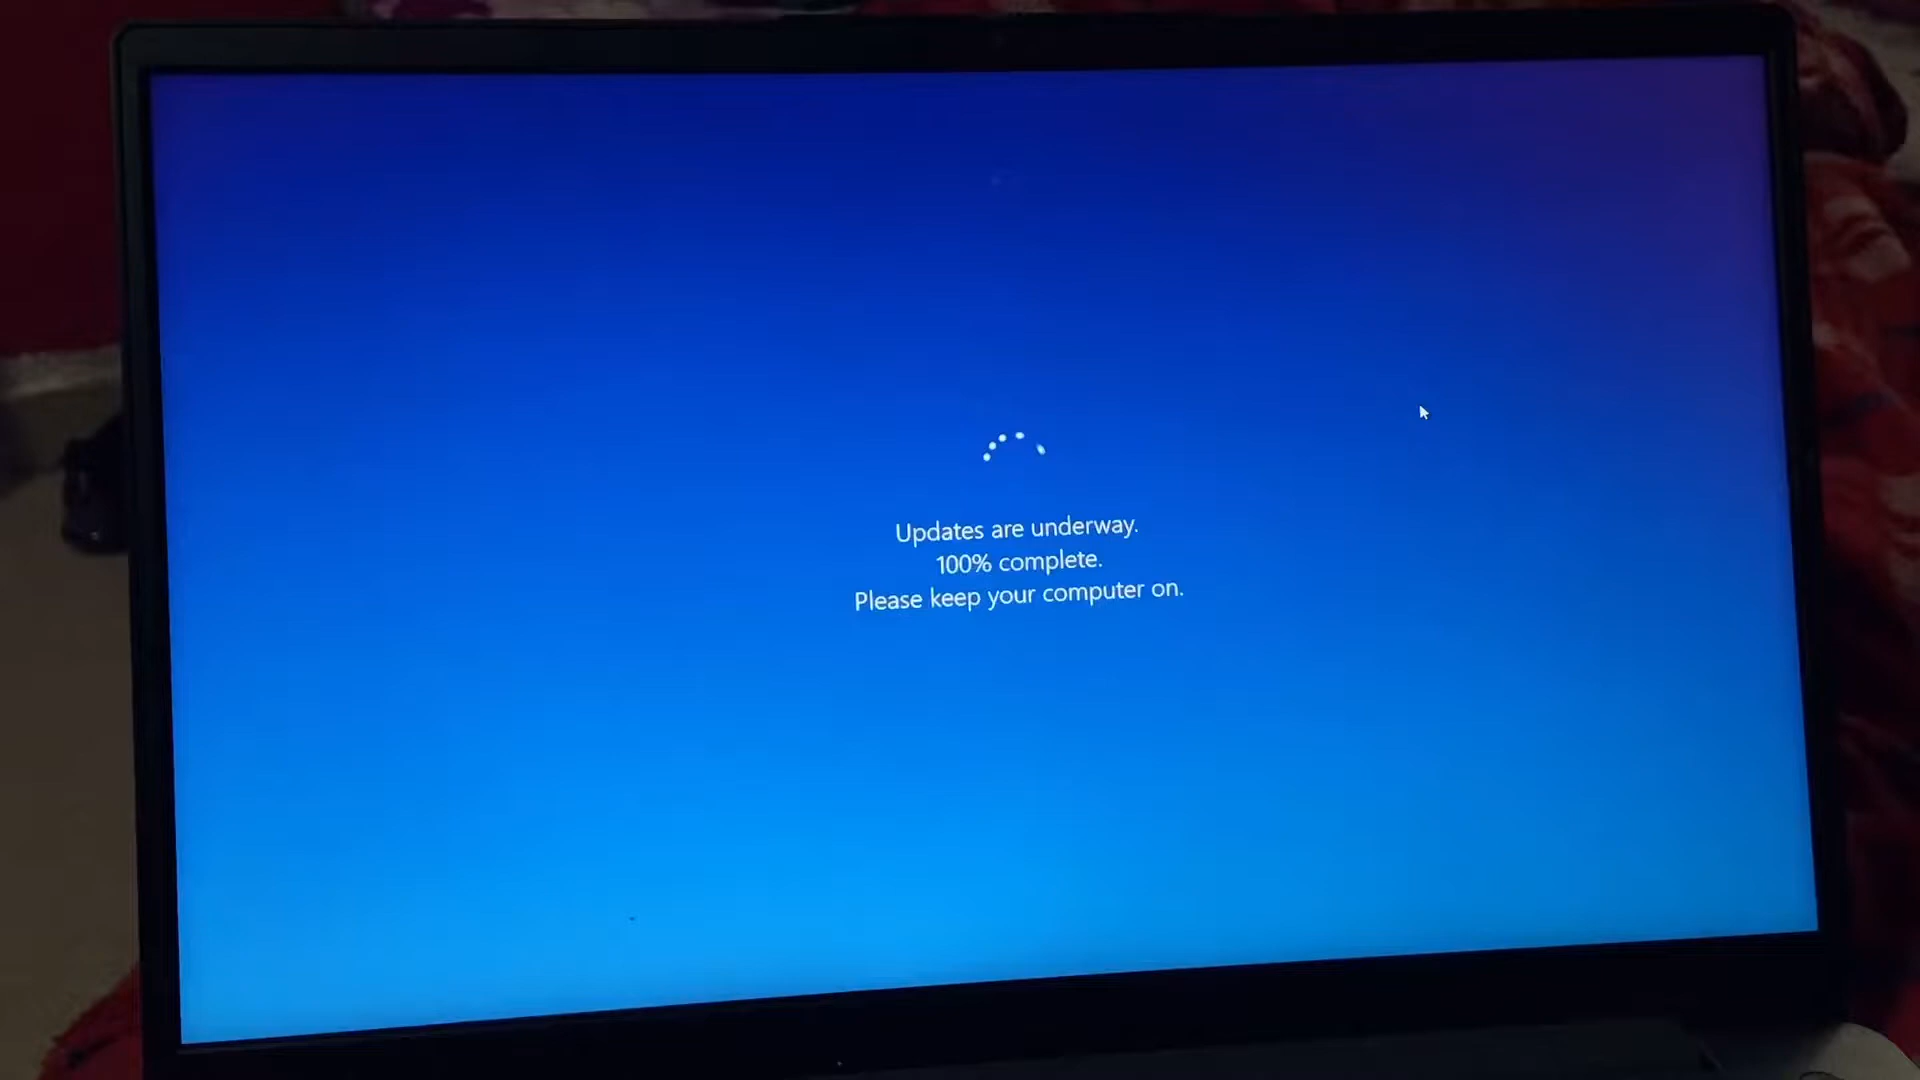 Updates are underway.
100% complete.
Please keep your computer on.